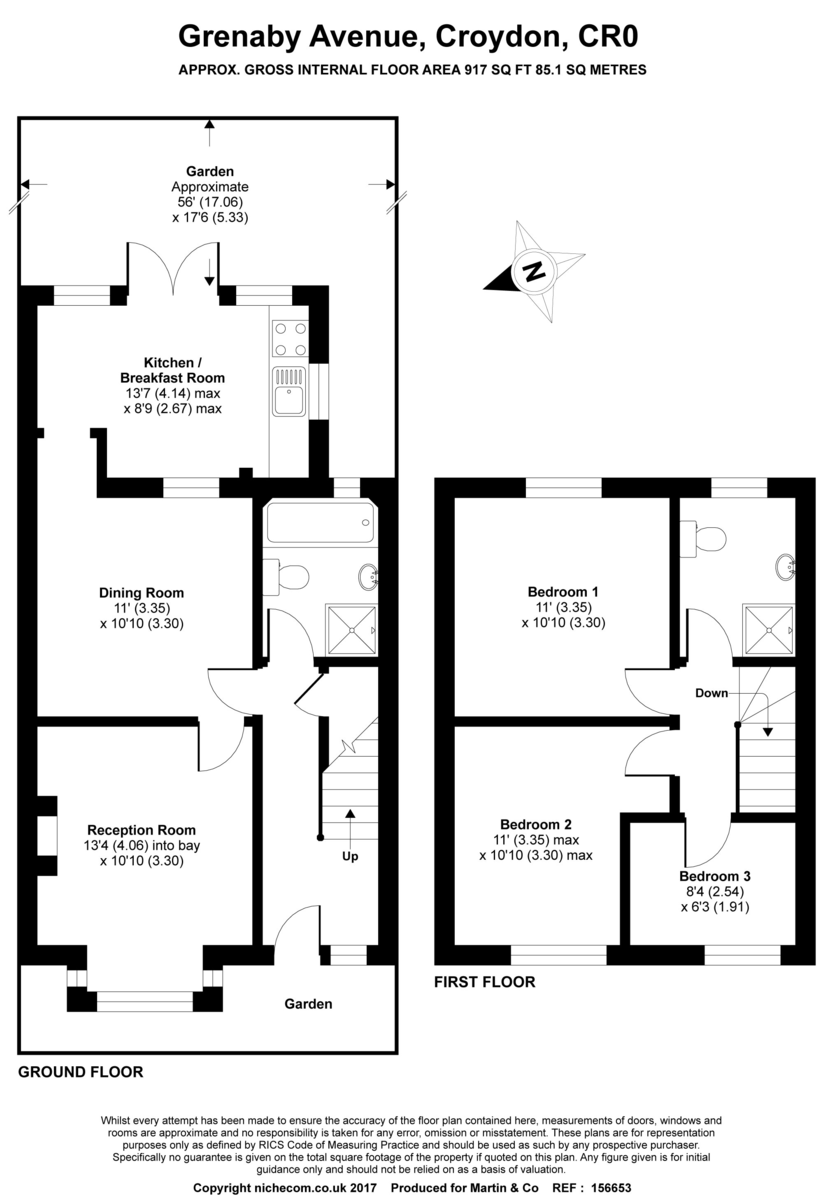 Grenaby Avenue, Croydon, CR0
APPROX. GROSS INTERNAL FLOOR AREA 917 SQ FT 85.1 SQ METRES
Garden
Approximate
56' (17.06)
x 17'6 (5.33)
N
Kitchen /
Breakfast Room
13'7 (4.14) max
x 8'9 (2.67) max
Dining Room
11' (3.35)
x 10'10 (3.30)
Reception Room
13'4 (4.06) into bay
x 10'10 (3.30)
Up
Garden
GROUND FLOOR
Bedroom 1
11' (3.35)
x 10'10 (3.30)
Down
Bedroom 2
11' (3.35) max
x 10'10 (3.30) max
Bedroom 3
8'4 (2.54)
x 6'3 (1.91)
FIRST FLOOR
Whilst every attempt has been made to ensure the accuracy of the floor plan contained here, measurements of doors, windows and
rooms are approximate and no responsibility is taken for any error, omission or misstatement. These plans are for representation
purposes only as defined by RICS Code of Measuring Practice and should be used as such by any prospective purchaser.
Specifically no guarantee is given on the total square footage of the property if quoted on this plan. Any figure given is for initial
guidance only and should not be relied on as a basis of valuation.
Copyright nichecom.co.uk 2017 Produced for Martin & Co REF : 156653